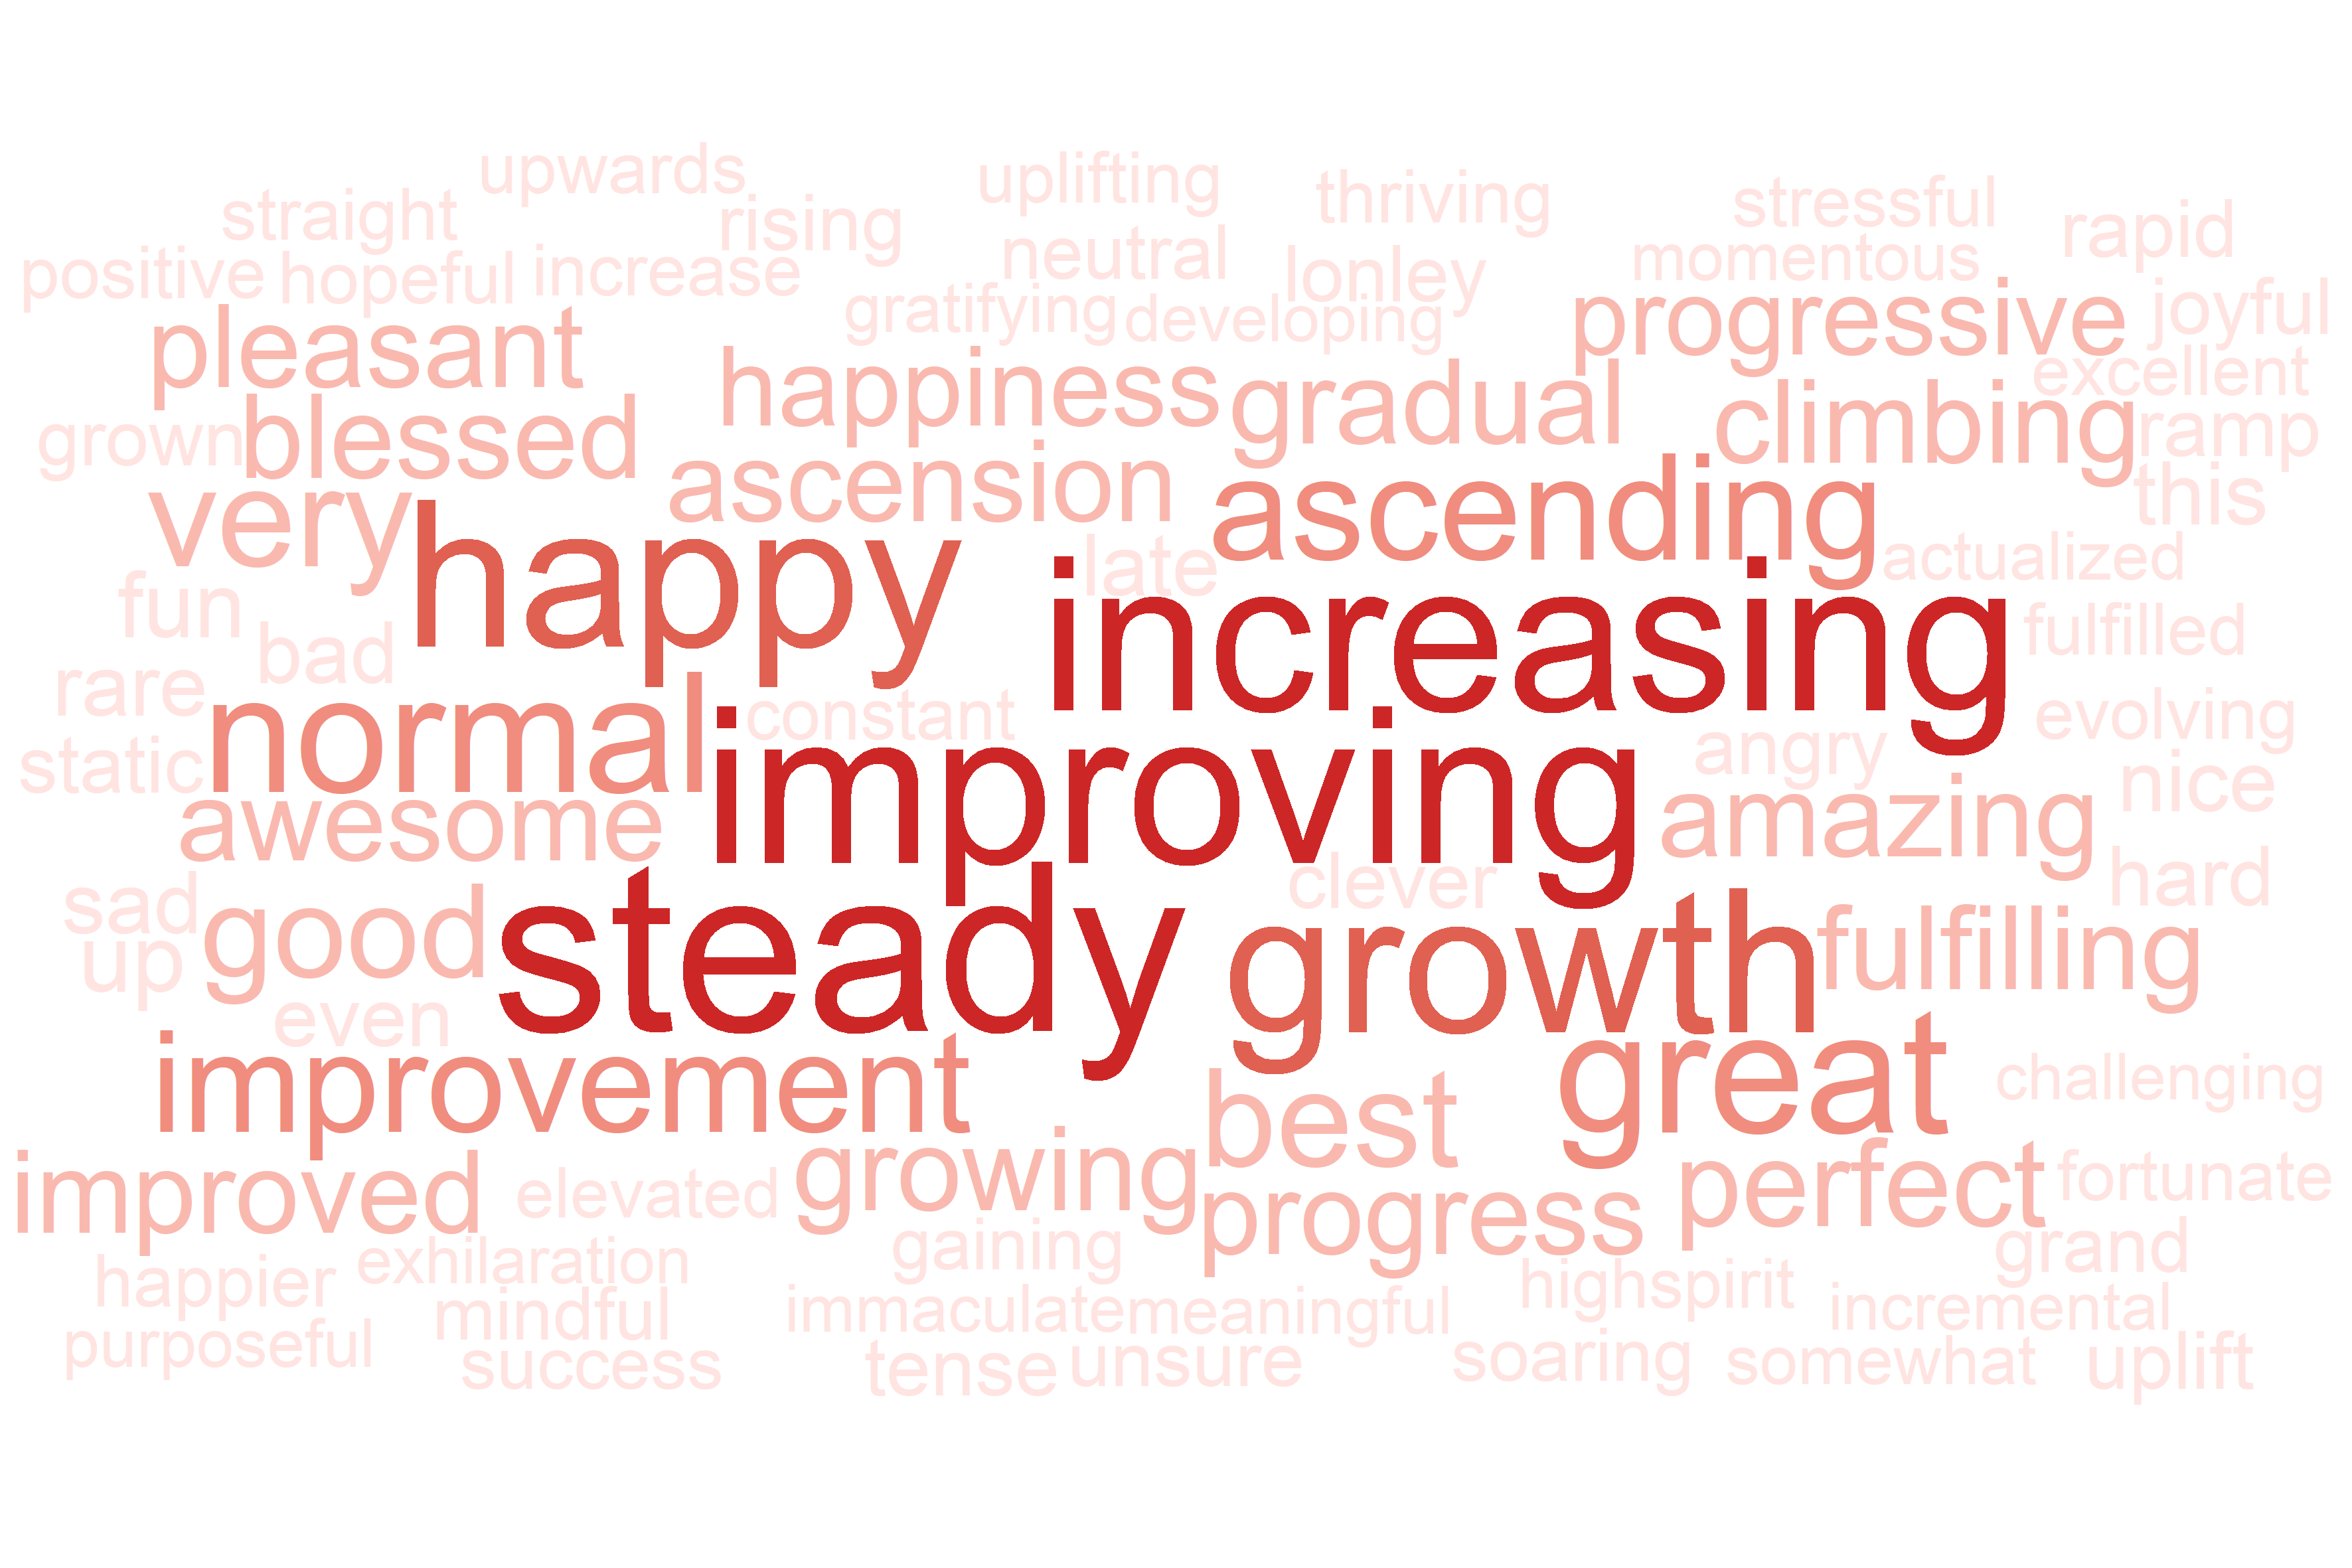 upwards uplifting thriving stressful
straight rising rapid
positive hopeful increase neutral lonley momentous
gratifying developing progressive joyful
pleasant happiness gradual climbing excellent
grown blessed ascension ramp
very ascending this
happy late actualized
fun increasing fulfilled
bad
rare normal constant evolving
static improving angry nice
awesome amazing
sad clever hard
up good steady growth fulfilling
even
improvement great challenging
best
improved elevated growing progress perfect fortunate
happier exhilaration gaining grand
mindful immaculate meaningful highspirit incremental
purposeful success tense unsure soaring somewhat uplift